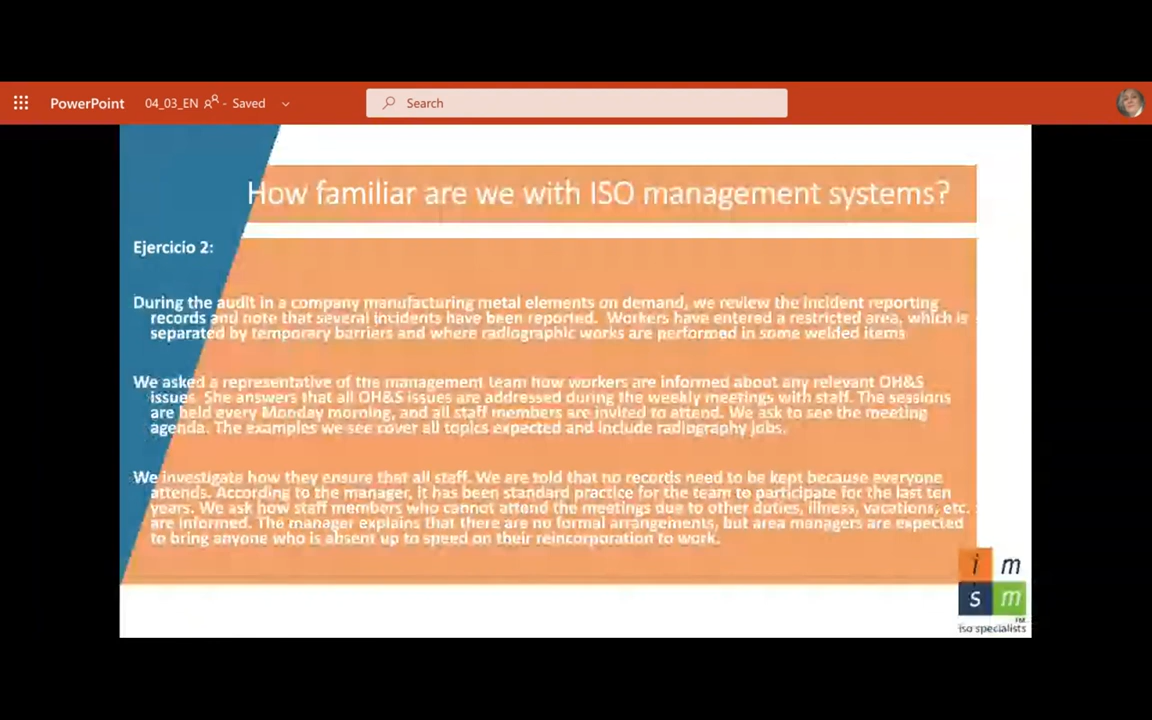 PowerPoint 04_03_EN - Saved Search
How familiar are we with ISO management systems?
Ejercicio 2:
During the audit in a company manufacturing metal elements on demand, we review the incident reporting
records and note that several incidents have been reported. Workers have entered a restricted area, which is
separated by temporary barriers and where radiographic works are performed in some welded items
We asked a representative of the management team how workers are informed about any relevant OH&S
issues. She answers that all OH&S issues are addressed during the weekly meetings with staff. The sessions
are held every Monday morning, and all staff members are invited to attend. We ask to see the meeting
agenda. The examples we see cover all topics expected and include radiography jobs.
We investigate how they ensure that all staff. We are told that no records need to be kept because everyone
attends. According to the manager, it has been standard practice for the team to participate for the last ten
years. We ask how staff members who cannot attend the meetings due to other duties, illness, vacations, etc.
are informed. The manager explains that there are no formal arrangements, but area managers are expected
to bring anyone who is absent up to speed on their reincorporation to work.
i m
s m
TM
iso specialists